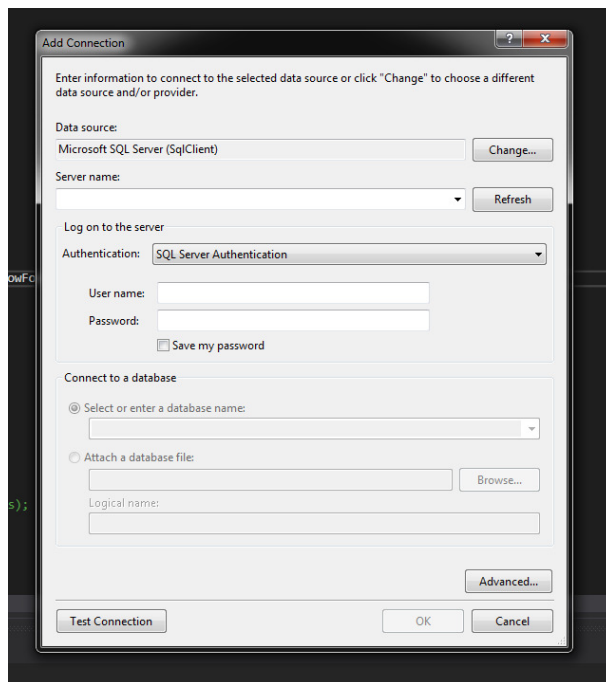 Add Connection
?
Enter information to connect to the selected data source or click "Change" to choose a different
data source and/or provider.
Data source:
Microsoft SQL Server (SqlClient)
Change...
Server name:
Refresh
Log on to the server
Authentication:
SQL Server Authentication
owFo
User name:
Password:
Save my password
Connect to a database
Select or enter a database name:
Attach a database file:
Browse...
s);
Logical name:
Advanced...
Test Connection
OK
Cancel